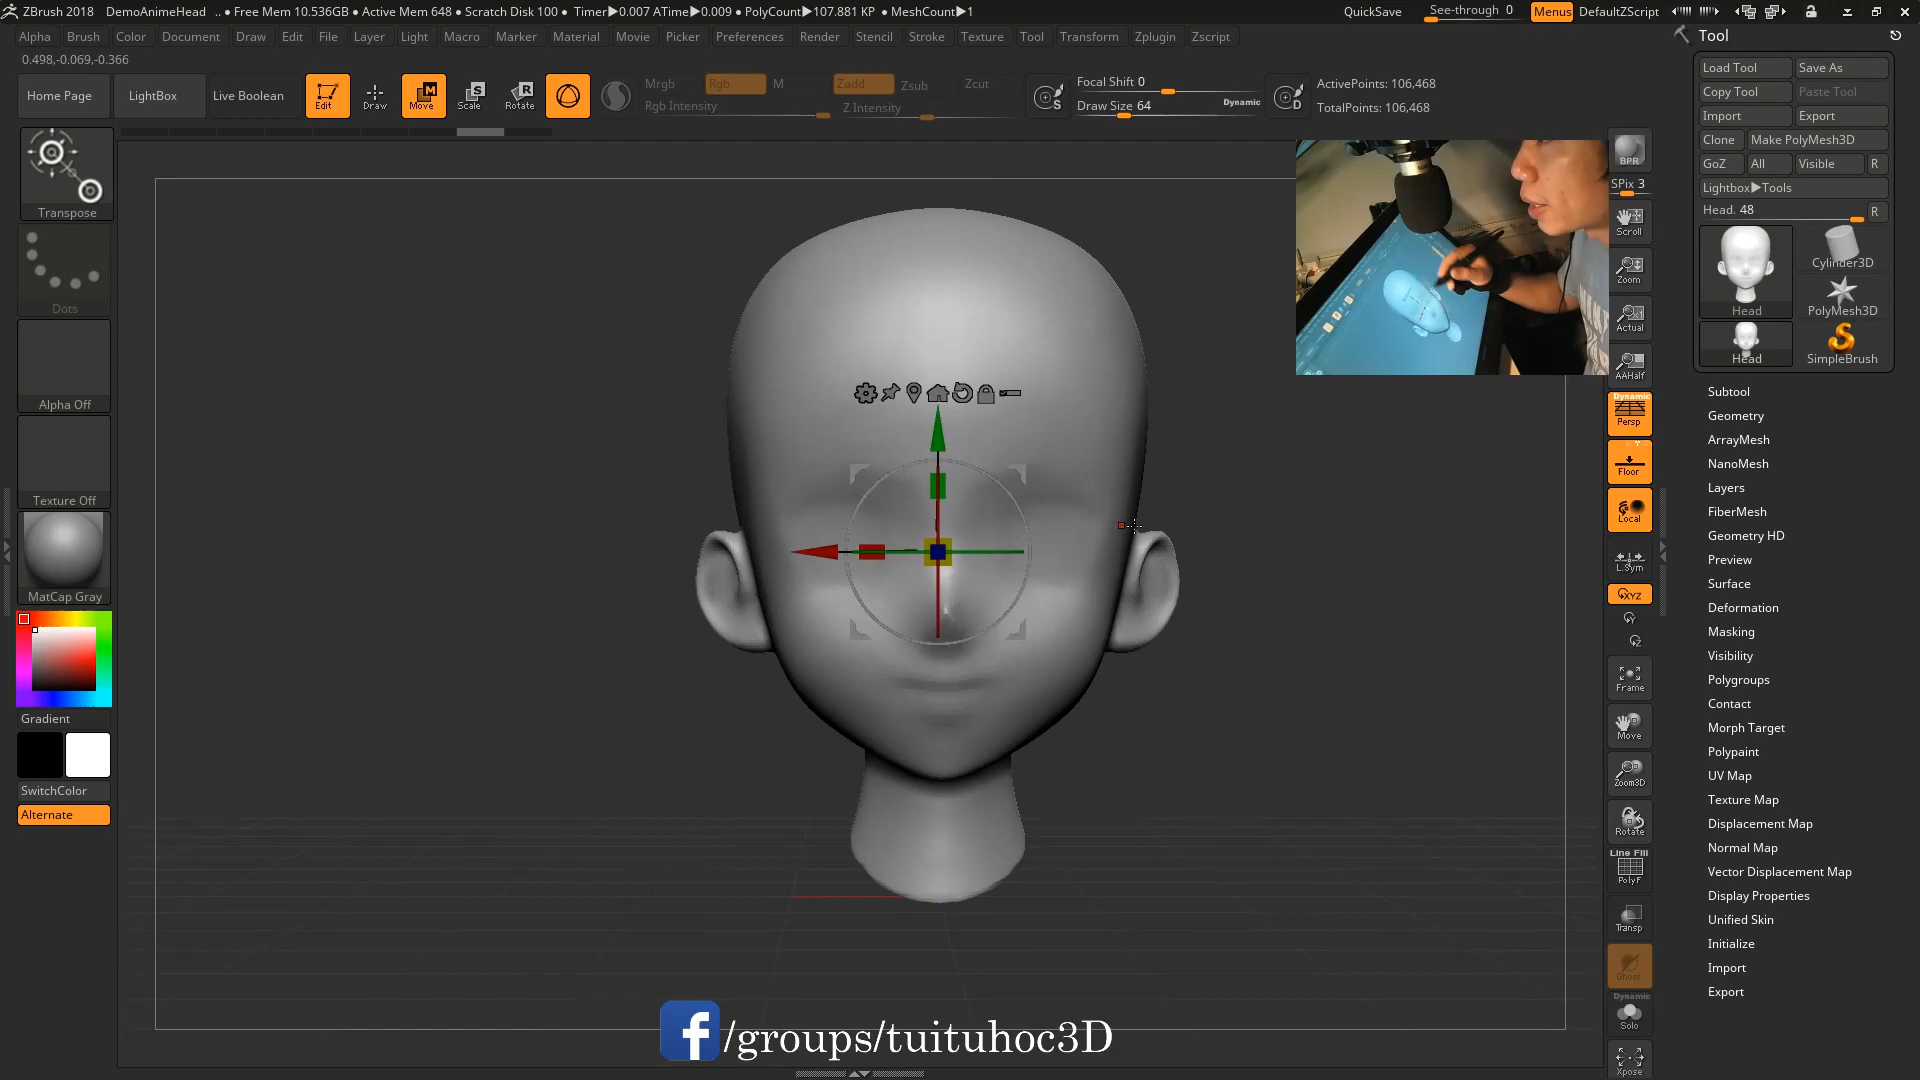 ZBrush 2018 DemoAnimeHead .. • Free Mem 10.536GB • Active Mem 648 • Scratch Disk 100 • Timer▶0.007 ATime▶0.009 • PolyCount▶107.881 KP • MeshCount▶1 QuickSave See-through 0 Menus DefaultZScript
Alpha Brush Color Document Draw Edit File Layer Light Macro Marker Material Movie Picker Preferences Render Stencil Stroke Texture Tool Transform Zplugin Zscript
0.498,-0.069,-0.366
Home Page LightBox Live Boolean Edit Draw Move Scale Rotate
Mrgb Rgb M Zadd Zsub Zcut
Rgb Intensity Z Intensity
Focal Shift 0
Draw Size 64 Dynamic
ActivePoints: 106,468
TotalPoints: 106,468
Transpose
Dots
Alpha Off
Texture Off
MatCap Gray
Gradient
SwitchColor
Alternate
BPR
SPix 3
Scroll
Zoom
Actual
AAHalf
Dynamic
Persp
Floor
Local
L.Sym
XYZ
Y
Z
Frame
Move
Zoom3D
Rotate
Line Fill
PolyF
Transp
Ghost
Dynamic
Solo
Xpose
Tool
Load Tool Save As
Copy Tool Paste Tool
Import Export
Clone Make PolyMesh3D
GoZ All Visible R
Lightbox▶Tools
Head. 48 R
Head Cylinder3D
PolyMesh3D
Head SimpleBrush
Subtool
Geometry
ArrayMesh
NanoMesh
Layers
FiberMesh
Geometry HD
Preview
Surface
Deformation
Masking
Visibility
Polygroups
Contact
Morph Target
Polypaint
UV Map
Texture Map
Displacement Map
Normal Map
Vector Displacement Map
Display Properties
Unified Skin
Initialize
Import
Export
f /groups/tuituhoc3D